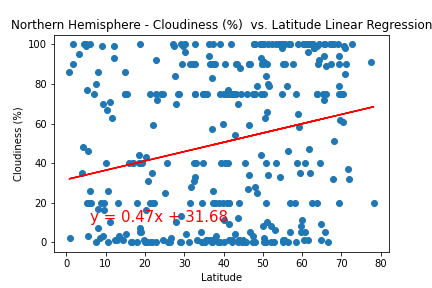 Northern Hemisphere - Cloudiness (%)  vs. Latitude Linear Regression
100
80
60
40
20
0
Cloudiness (%)
y = 0.47x + 31.68
0 10 20 30 40 50 60 70 80
Latitude